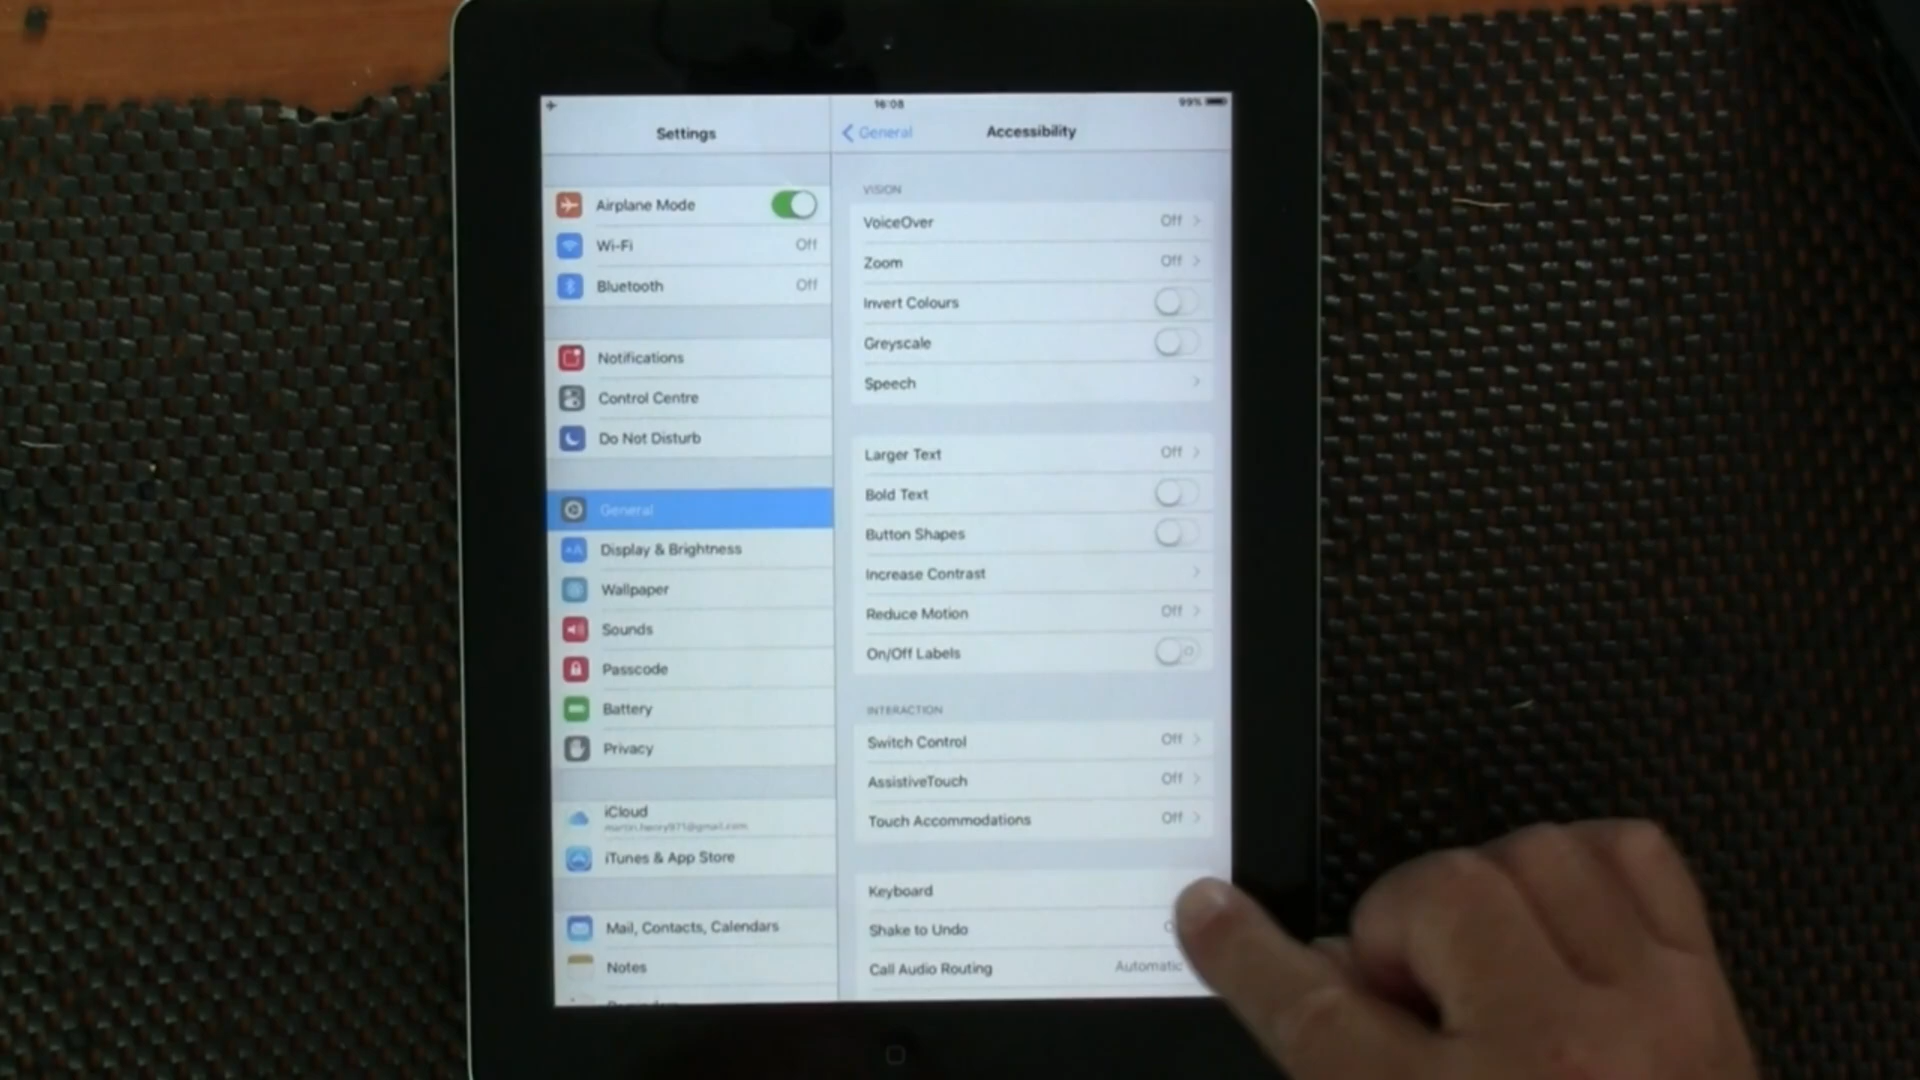 16:08
99%
Settings
General
Accessibility
Airplane Mode
Wi-Fi Off
Bluetooth Off
Notifications
Control Centre
Do Not Disturb
General
Display & Brightness
Wallpaper
Sounds
Passcode
Battery
Privacy
iCloud
martin.henry971@gmail.com
iTunes & App Store
Mail, Contacts, Calendars
Notes
VISION
VoiceOver Off
Zoom Off
Invert Colours
Greyscale
Speech
Larger Text Off
Bold Text
Button Shapes
Increase Contrast
Reduce Motion Off
On/Off Labels
INTERACTION
Switch Control Off
AssistiveTouch Off
Touch Accommodations Off
Keyboard
Shake to Undo
Call Audio Routing Automatic